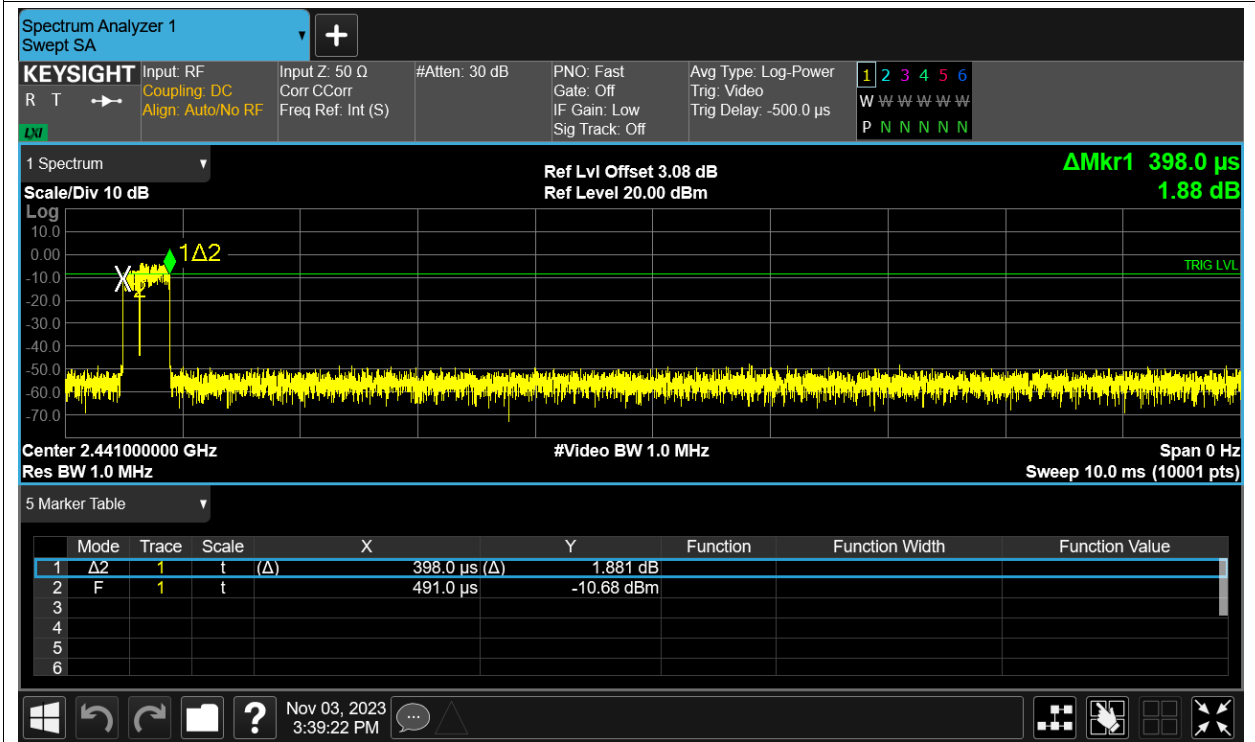 Spectrum Analyzer 1
Swept SA
KEYSIGHT
R T
LXI
Input: RF
Coupling: DC
Align: Auto/No RF
Input Z: 50 Ω
Corr CCorr
Freq Ref: Int (S)
#Atten: 30 dB
PNO: Fast
Gate: Off
IF Gain: Low
Sig Track: Off
Avg Type: Log-Power
Trig: Video
Trig Delay: -500.0 µs
1 2 3 4 5 6
W W W W W W
P N N N N N
1 Spectrum
Scale/Div 10 dB
Ref Lvl Offset 3.08 dB
Ref Level 20.00 dBm
ΔMkr1 398.0 µs
1.88 dB
Log
10.0
0.00
-10.0
-20.0
-30.0
-40.0
-50.0
-60.0
-70.0
1Δ2
X
2
TRIG LVL
Center 2.441000000 GHz
#Video BW 1.0 MHz
Span 0 Hz
Res BW 1.0 MHz
Sweep 10.0 ms (10001 pts)
5 Marker Table
Mode Trace Scale X Y Function Function Width Function Value
1 Δ2 1 t (Δ) 398.0 µs (Δ) 1.881 dB
2 F 1 t 491.0 µs -10.68 dBm
3
4
5
6
?
Nov 03, 2023
3:39:22 PM